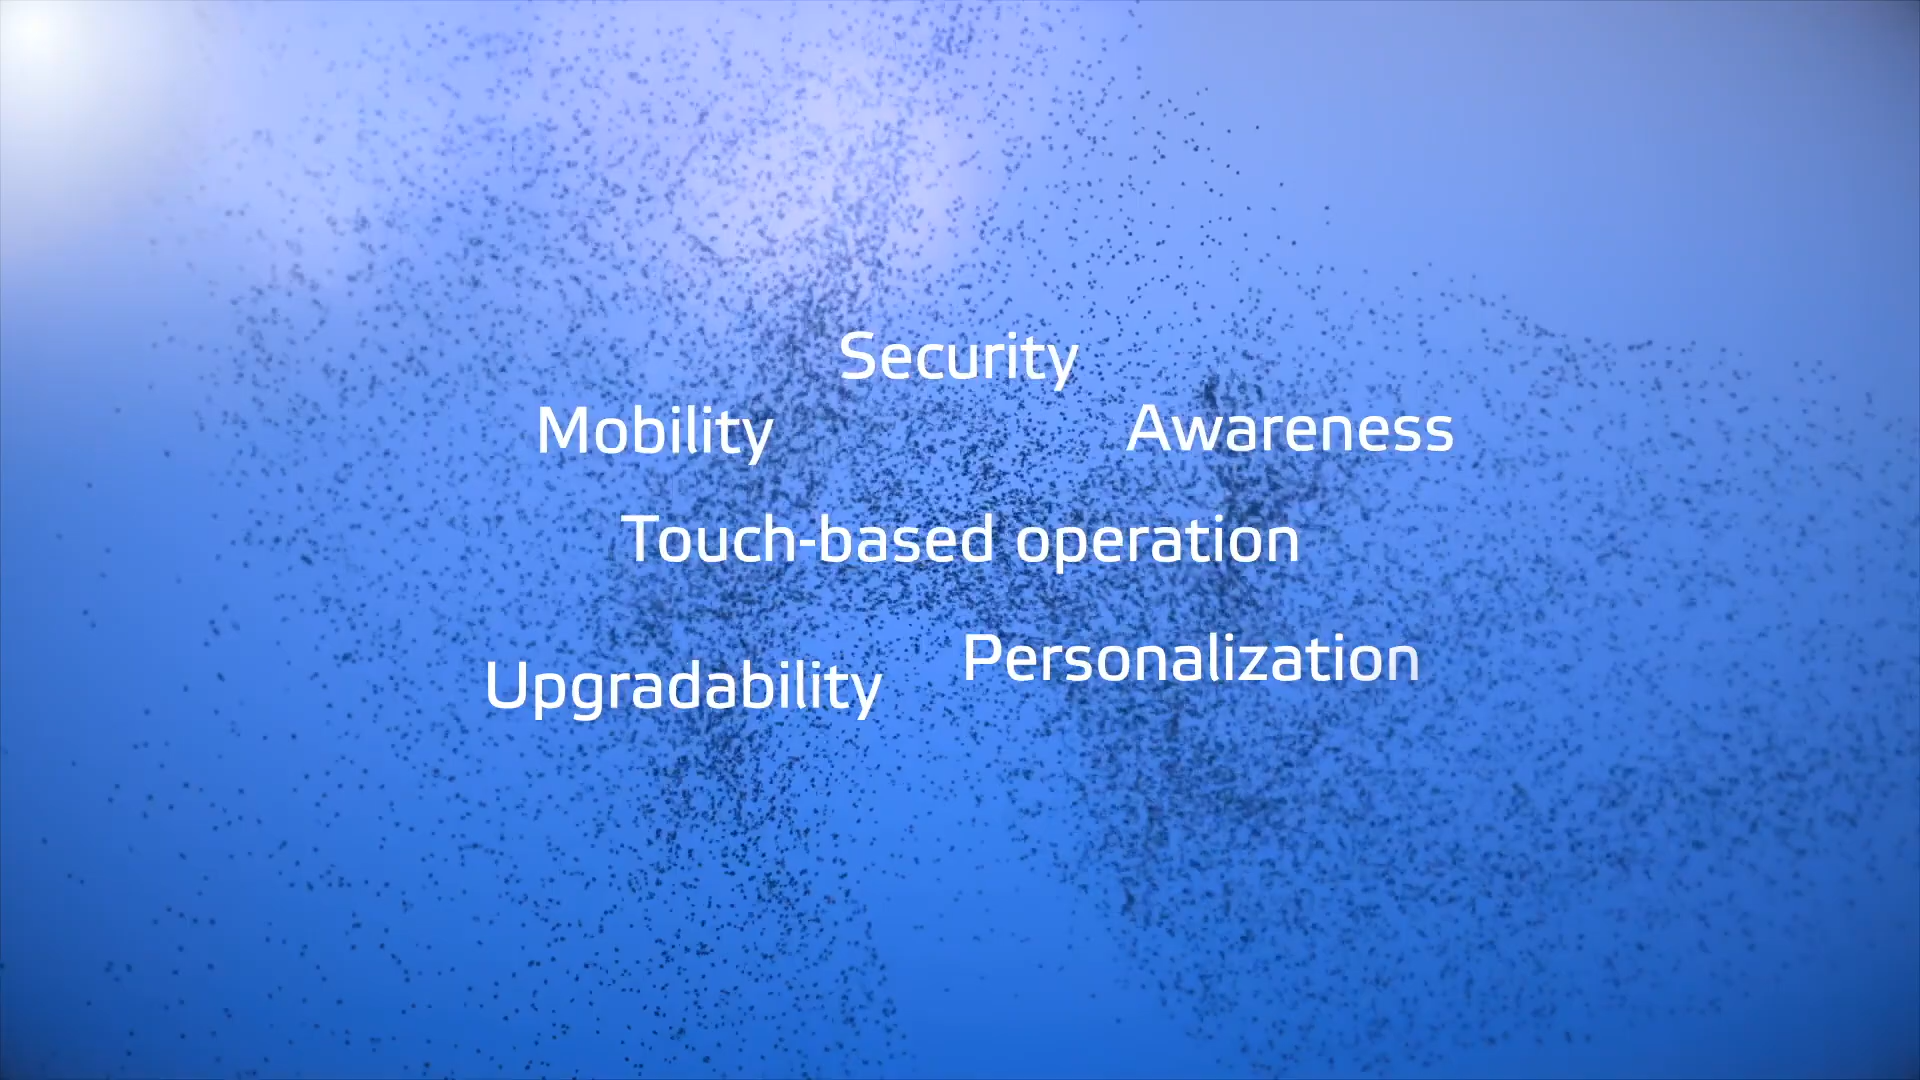 Security
Mobility
Awareness
Touch-based operation
Personalization
Upgradability